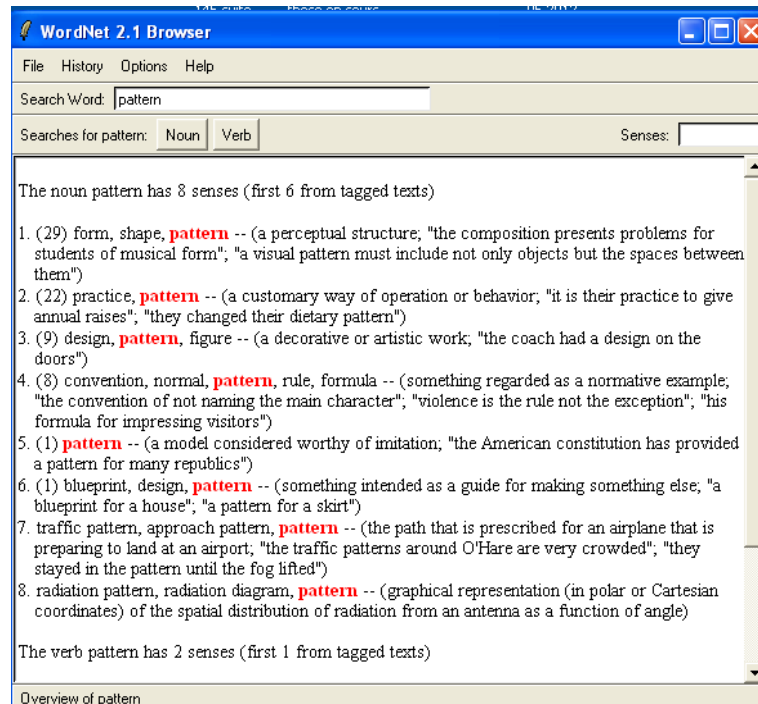 WordNet 2.1 Browser
File History Options Help
Search Word: pattern
Searches for pattern: Noun Verb Senses:
The noun pattern has 8 senses (first 6 from tagged texts)
1. (29) form, shape, pattern -- (a perceptual structure; "the composition presents problems for
students of musical form"; "a visual pattern must include not only objects but the spaces between
them")
2. (22) practice, pattern -- (a customary way of operation or behavior; "it is their practice to give
annual raises"; "they changed their dietary pattern")
3. (9) design, pattern, figure -- (a decorative or artistic work; "the coach had a design on the
doors")
4. (8) convention, normal, pattern, rule, formula -- (something regarded as a normative example;
"the convention of not naming the main character"; "violence is the rule not the exception"; "his
formula for impressing visitors")
5. (1) pattern -- (a model considered worthy of imitation; "the American constitution has provided
a pattern for many republics")
6. (1) blueprint, design, pattern -- (something intended as a guide for making something else; "a
blueprint for a house"; "a pattern for a skirt")
7. traffic pattern, approach pattern, pattern -- (the path that is prescribed for an airplane that is
preparing to land at an airport; "the traffic patterns around O'Hare are very crowded"; "they
stayed in the pattern until the fog lifted")
8. radiation pattern, radiation diagram, pattern -- (graphical representation (in polar or Cartesian
coordinates) of the spatial distribution of radiation from an antenna as a function of angle)
The verb pattern has 2 senses (first 1 from tagged texts)
Overview of pattern